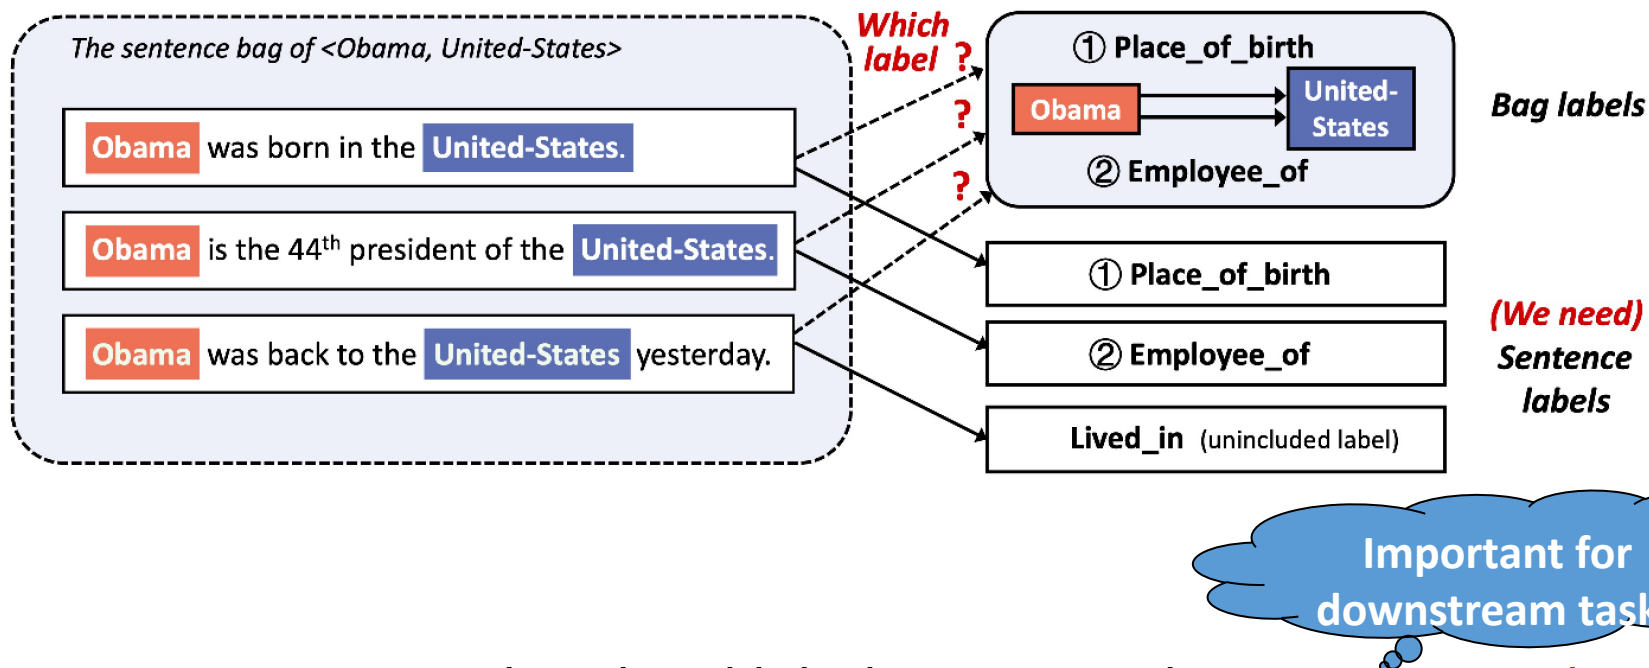 The sentence bag of <Obama, United-States>
Obama was born in the United-States.
Obama is the 44th president of the United-States.
Obama was back to the United-States yesterday.
Which
label ?
?
?
① Place_of_birth
Obama
United-
States
② Employee_of
Bag labels
① Place_of_birth
② Employee_of
Lived_in (unincluded label)
(We need)
Sentence
labels
Important for
downstream task